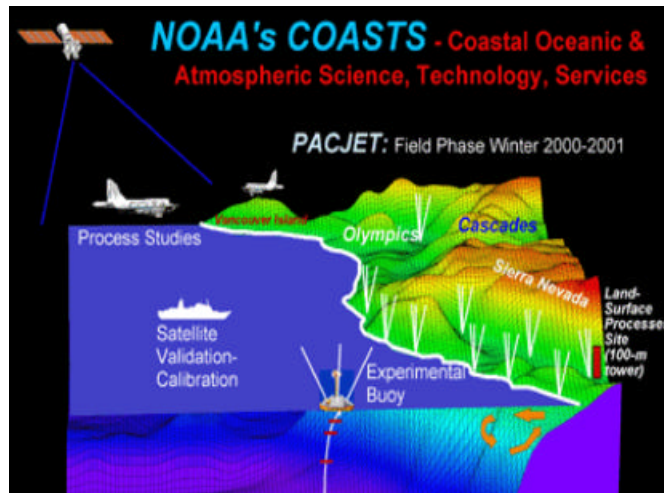 NOAA's COASTS - Coastal Oceanic &
Atmospheric Science, Technology, Services
PACJET: Field Phase Winter 2000-2001
Vancouver Island
Process Studies
Olympics
Cascades
Sierra Nevada
Land-
Surface
Processes
Site
(100-m
tower)
Satellite
Validation-
Calibration
Experimental
Buoy